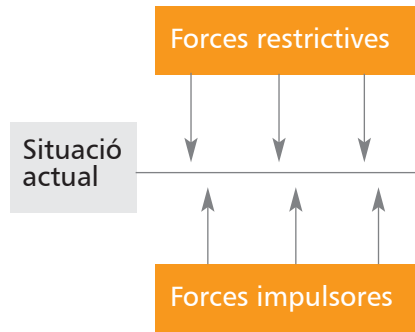 Forces restrictives
Situació
actual
Forces impulsores